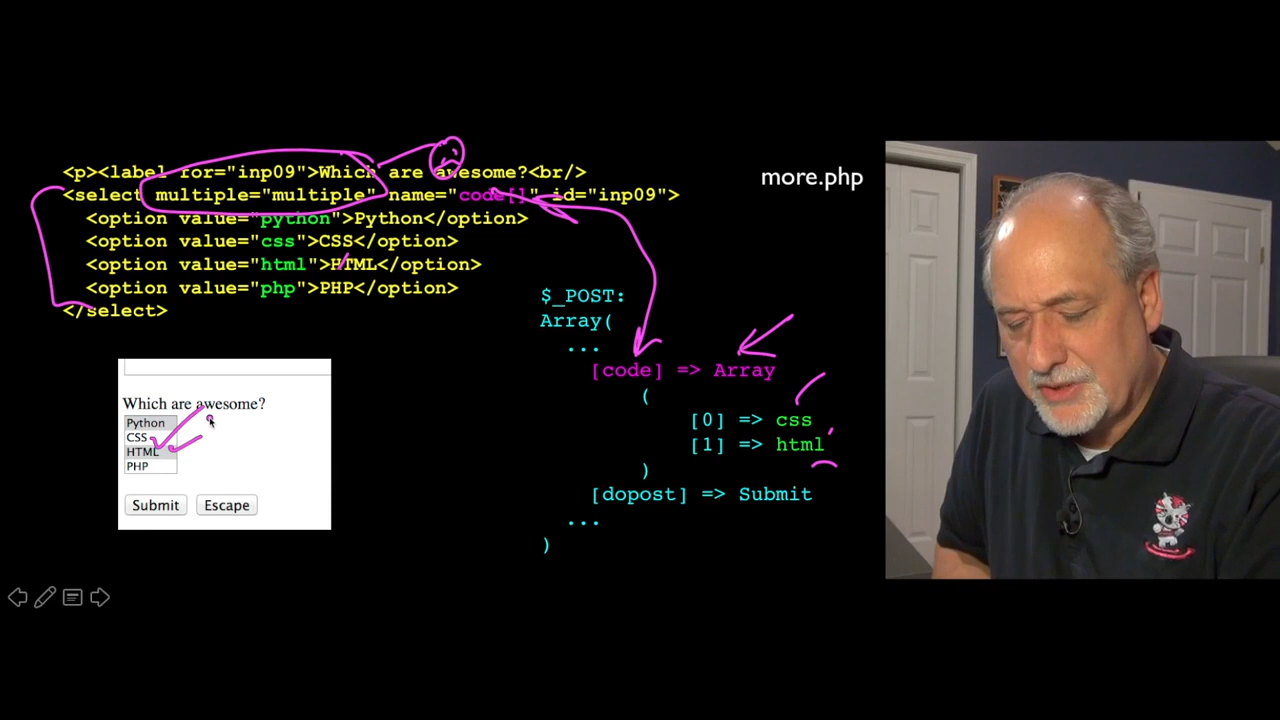 more.php
<p><label for="inp09">Which are awesome?<br/>
<select multiple="multiple" name="code[]" id="inp09">
<option value="python">Python</option>
<option value="css">CSS</option>
<option value="html">HTML</option>
<option value="php">PHP</option>
</select>
$_POST:
Array(
...
[code] => Array
(
[0] => css
[1] => html
)
[dopost] => Submit
...
)
Which are awesome?
Python
CSS
HTML
PHP
Submit Escape